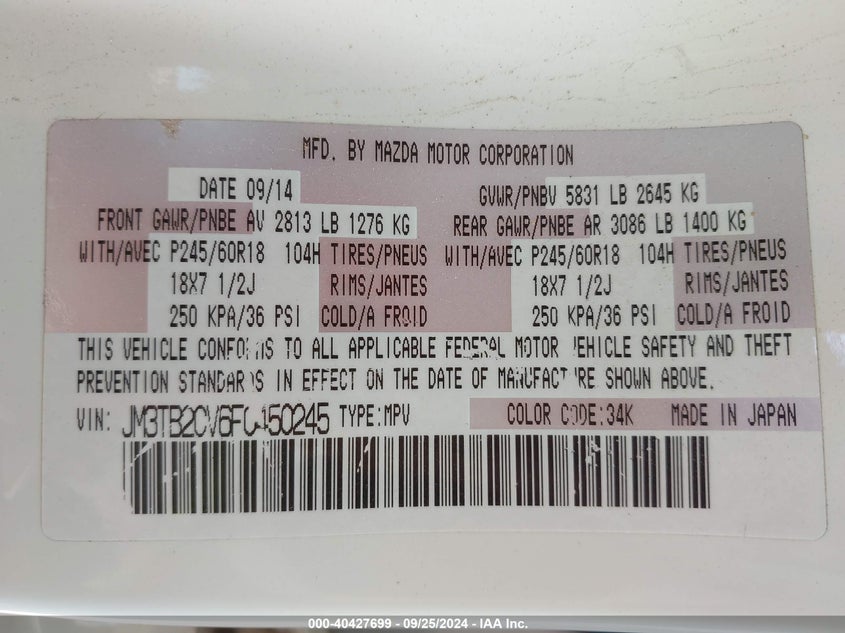 MFD. BY MAZDA MOTOR CORPORATION
DATE 09/14 GVWR/PNBV 5831 LB 2645 KG
FRONT GAWR/PNBE AV 2813 LB 1276 KG REAR GAWR/PNBE AR 3086 LB 1400 KG
WITH/AVEC P245/60R18 104H TIRES/PNEUS WITH/AVEC P245/60R18 104H TIRES/PNEUS
18X7 1/2J RIMS/JANTES 18X7 1/2J RIMS/JANTES
250 KPA/36 PSI COLD/A FROID 250 KPA/36 PSI COLD/A FROID
THIS VEHICLE CONFORMS TO ALL APPLICABLE FEDERAL MOTOR VEHICLE SAFETY AND THEFT
PREVENTION STANDARDS IN EFFECT ON THE DATE OF MANUFACTURE SHOWN ABOVE.
VIN: JM3TB2CV6F0450245 TYPE:MPV COLOR CODE:34K MADE IN JAPAN
000-40427699 - 09/25/2024 - IAA Inc.